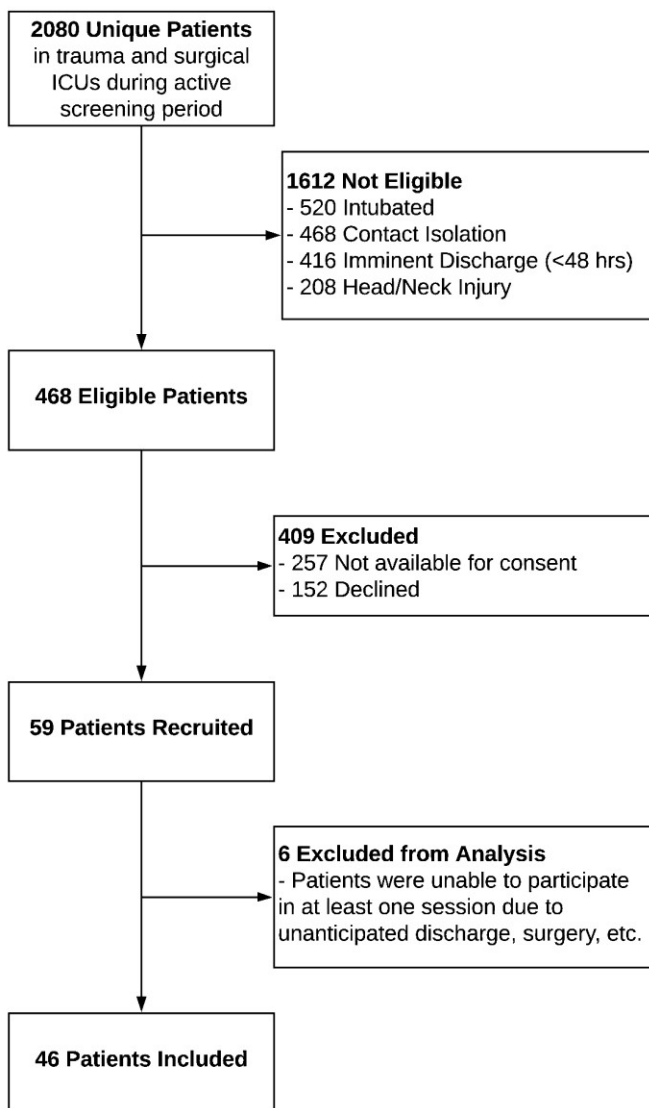 2080 Unique Patients
in trauma and surgical
ICUs during active
screening period
1612 Not Eligible
- 520 Intubated
- 468 Contact Isolation
- 416 Imminent Discharge (<48 hrs)
- 208 Head/Neck Injury
468 Eligible Patients
409 Excluded
- 257 Not available for consent
- 152 Declined
59 Patients Recruited
6 Excluded from Analysis
- Patients were unable to participate
in at least one session due to
unanticipated discharge, surgery, etc.
46 Patients Included